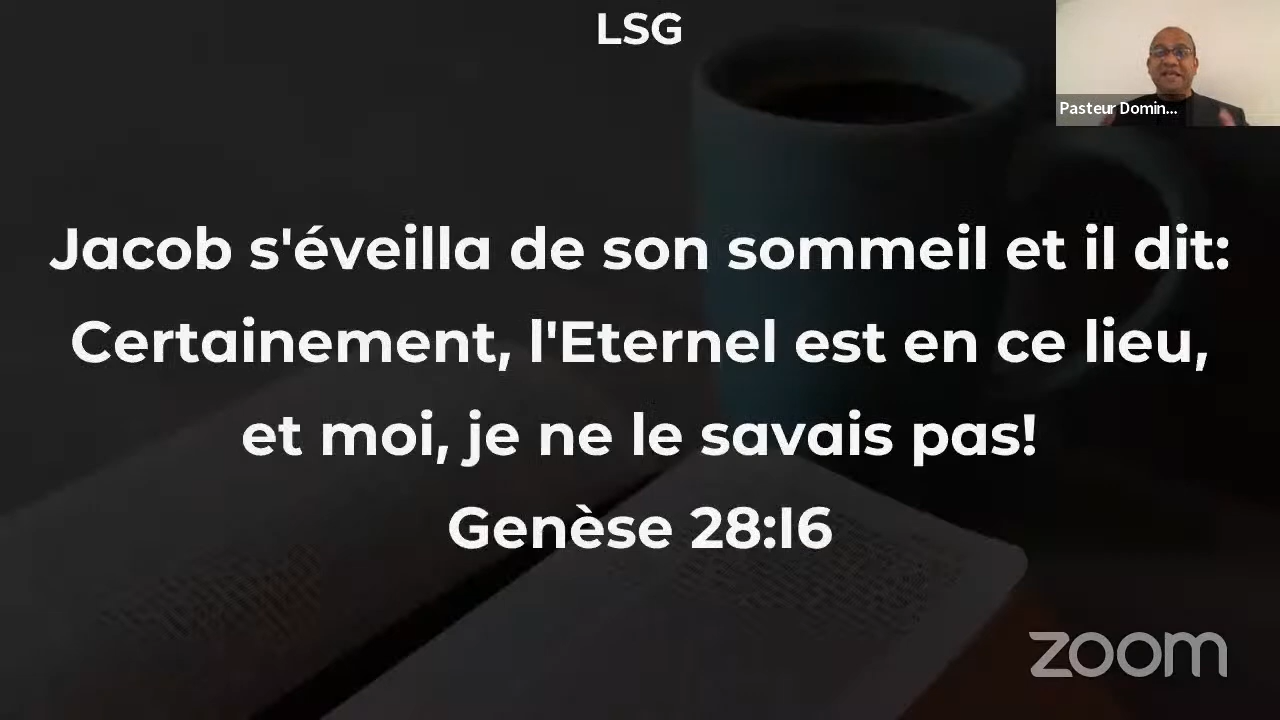 LSG
Pasteur Domin...
Jacob s'éveilla de son sommeil et il dit:
Certainement, l'Eternel est en ce lieu,
et moi, je ne le savais pas!
Genèse 28:16
zoom